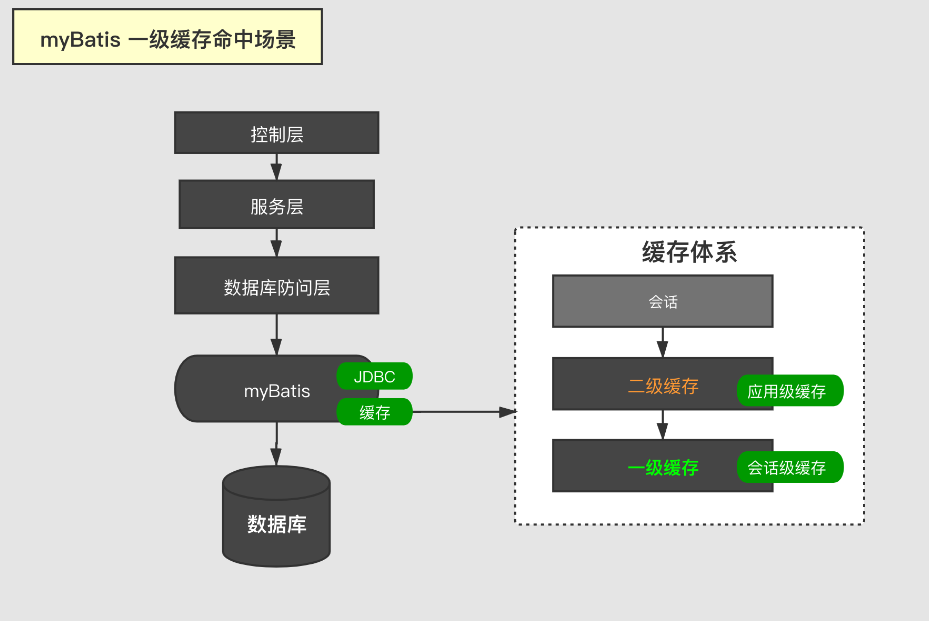 myBatis 一级缓存命中场景
控制层
服务层
数据库防问层
myBatis
JDBC
缓存
数据库
缓存体系
会话
二级缓存
应用级缓存
一级缓存
会话级缓存